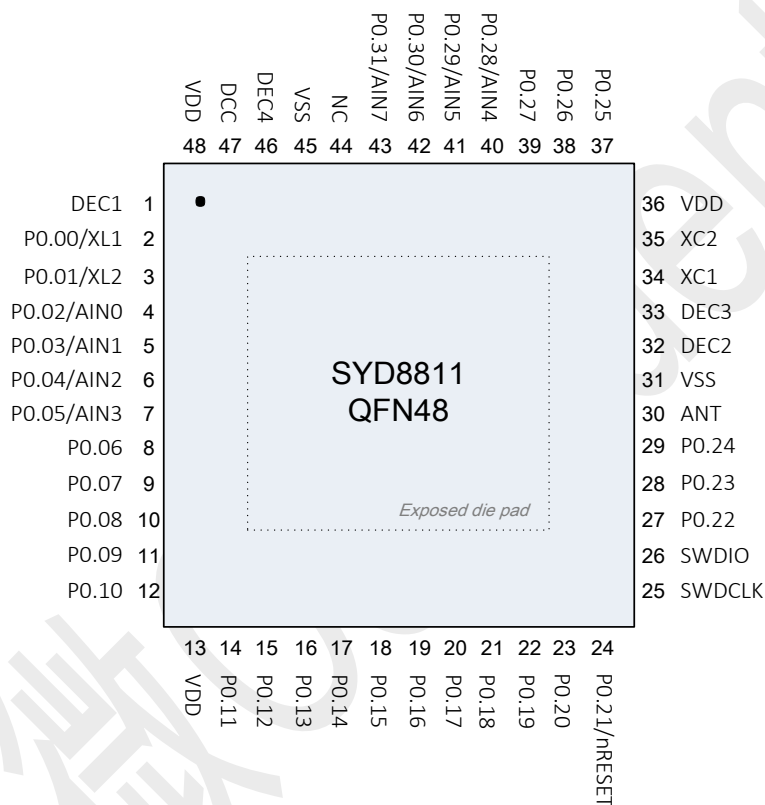 VDD DCC DEC4 VSS NC P0.31/AIN7 P0.30/AIN6 P0.29/AIN5 P0.28/AIN4 P0.27 P0.26 P0.25
48 47 46 45 44 43 42 41 40 39 38 37
DEC1 1
P0.00/XL1 2
P0.01/XL2 3
P0.02/AIN0 4
P0.03/AIN1 5
P0.04/AIN2 6
P0.05/AIN3 7
P0.06 8
P0.07 9
P0.08 10
P0.09 11
P0.10 12
SYD8811
QFN48
Exposed die pad
36 VDD
35 XC2
34 XC1
33 DEC3
32 DEC2
31 VSS
30 ANT
29 P0.24
28 P0.23
27 P0.22
26 SWDIO
25 SWDCLK
13 14 15 16 17 18 19 20 21 22 23 24
VDD P0.11 P0.12 P0.13 P0.14 P0.15 P0.16 P0.17 P0.18 P0.19 P0.20 P0.21/nRESET